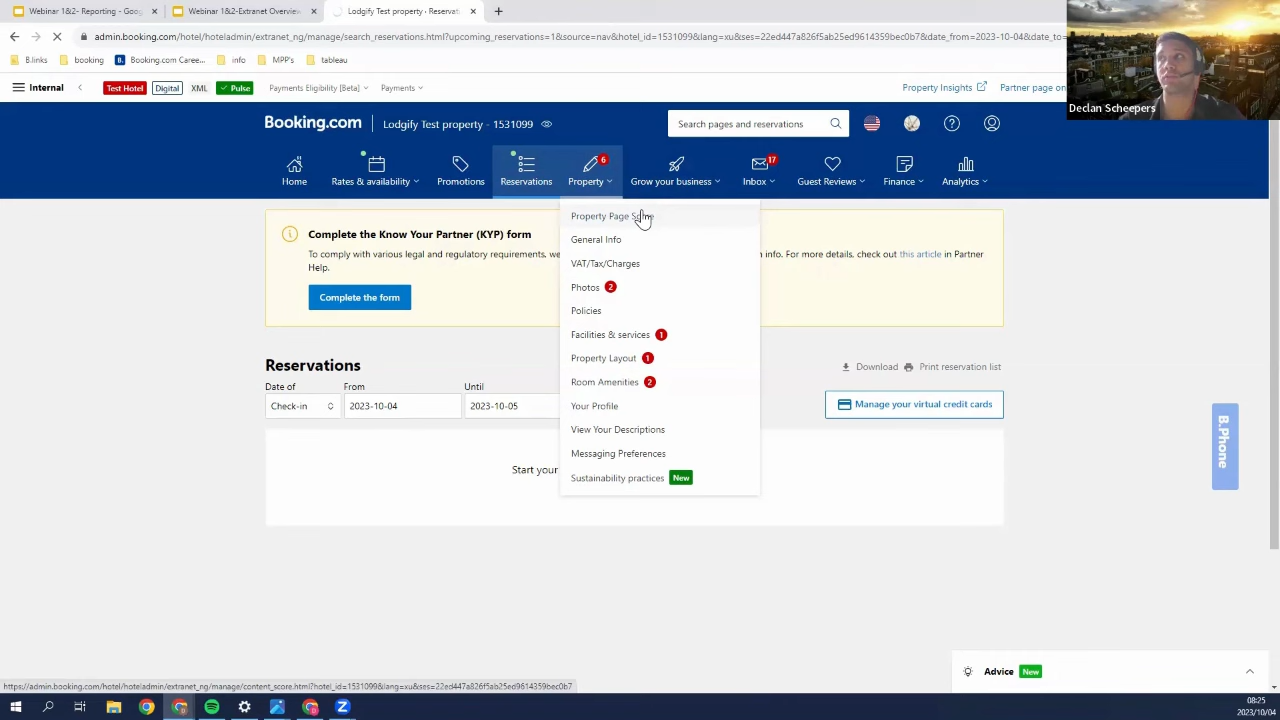 Webinar 1&2- Reporting - Goog
Webinar 1&2-Extranet Overview
Lodgify Test property · Reservati
admin.booking.com/hotel/hoteladmin/extranet_ng/manage/search_reservations.html?upcoming_reservations=1&source=nav&hotel_id=1531099&lang=xu&ses=22ed447a826f5ab25ed9614359bec0b7&date_from=2023-10-04&date_to=
B.links
booking
Booking.com Caree...
info
MPP's
tableau
Declan Scheepers
Internal
Test Hotel
Digital
XML
Pulse
Payments Eligibility [Beta]
Payments
Property Insights
Partner page on
Booking.com
Lodgify Test property - 1531099
Search pages and reservations
Home
Rates & availability
Promotions
Reservations
Property 6
Grow your business
Inbox 17
Guest Reviews
Finance
Analytics
Property Page
General Info
VAT/Tax/Charges
Photos 2
Policies
Facilities & services 1
Property Layout 1
Room Amenities 2
Your Profile
View Your Descriptions
Messaging Preferences
Sustainability practices New
Complete the Know Your Partner (KYP) form
To comply with various legal and regulatory requirements, we
n info. For more details, check out this article in Partner
Help.
Complete the form
Reservations
Download
Print reservation list
Date of
From
Until
Check-in
2023-10-04
2023-10-05
Manage your virtual credit cards
Start your
B.Phone
Advice New
https://admin.booking.com/hotel/hoteladmin/extranet_ng/manage/content_score.html?hotel_id=1531099&lang=xu&ses=22ed447a826f5ab25ed9614359bec0b7
08:25
2023/10/04